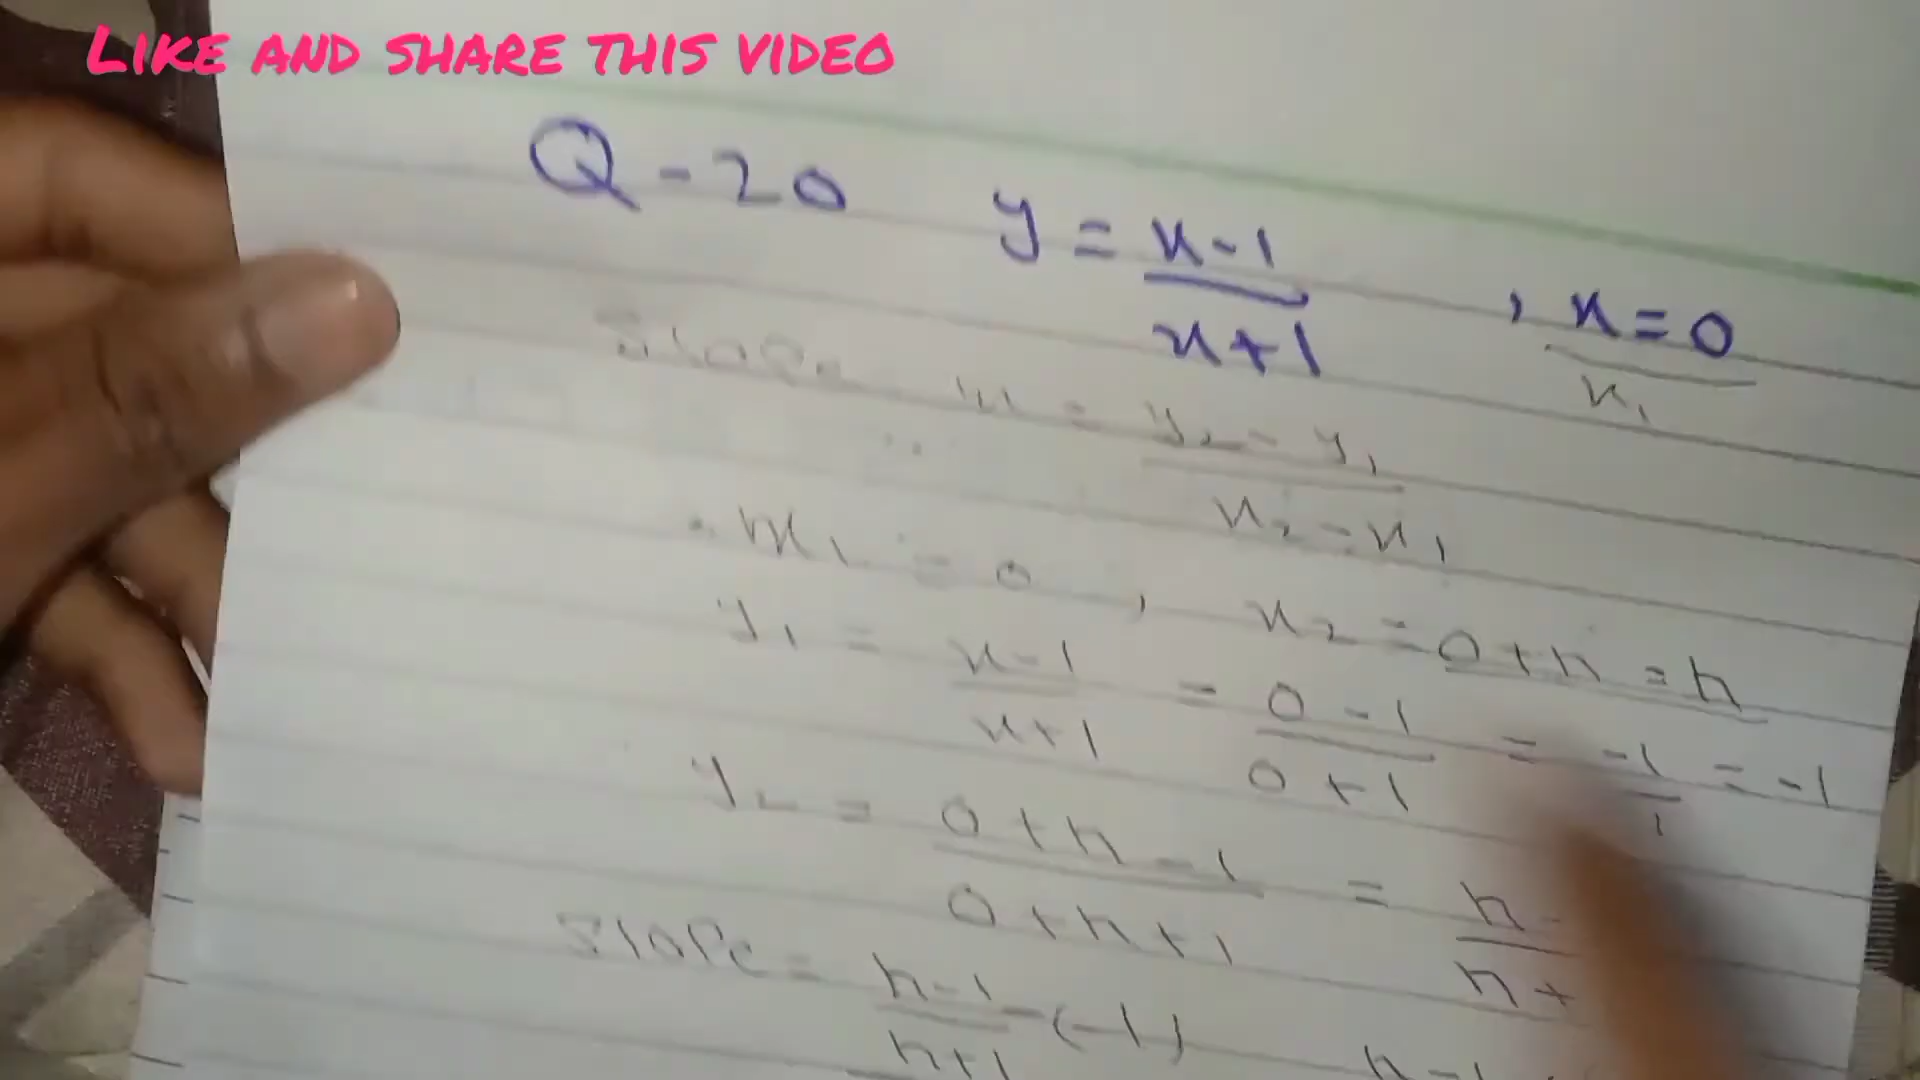 LIKE AND SHARE THIS VIDEO
Q-20 y = x-1 / x+1 , x=0
x₁
Slope m = y₂-y₁ / x₂-x₁
x₁ = 0 , x₂ = 0+h = h
y₁ = x-1 / x+1 = 0-1 / 0+1 = -1 / 1 = -1
y₂ = 0+h-1 / 0+h+1 = h- / h+
Slope = h-1 / h+1 -(-1)
h-1